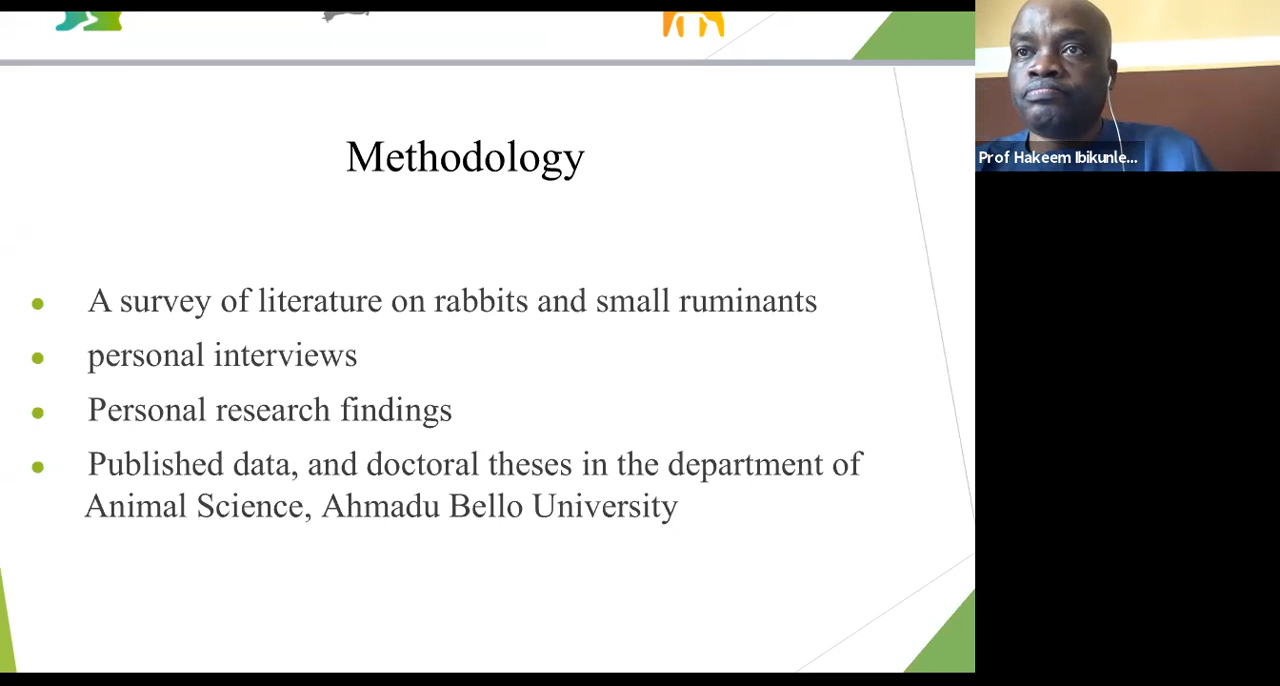 Methodology
A survey of literature on rabbits and small ruminants
personal interviews
Personal research findings
Published data, and doctoral theses in the department of
Animal Science, Ahmadu Bello University
Prof Hakeem Ibikunle...